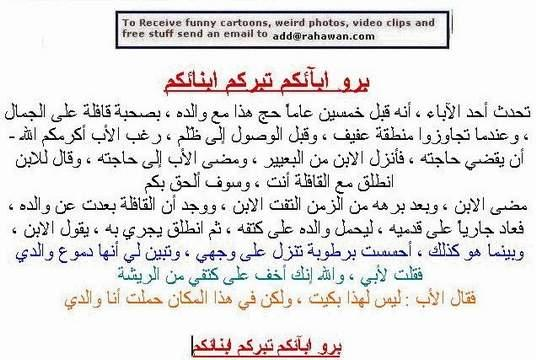 To Receive funny cartoons, weird photos, video clips and
free stuff send an email to add@rahawan.com
برو ابآئكم تبركم ابنائكم
تحدث أحد الآباء ، أنه قبل خمسين عاماً حج هذا مع والده ، بصحبة قافلة على الجمال
، وعندما تجاوزوا منطقة عفيف ، وقبل الوصول إلى ظَلْم ، رغب الأب أكرمكم الله -
أن يقضي حاجته ، فأنزل الابن من البعيير ، ومضى الأب إلى حاجته ، وقال للابن
انطلق مع القافلة أنت ، وسوف ألحق بكم
مضى الابن ، وبعد برهه من الزمن التفت الابن ، ووجد أن القافلة بعدت عن والده ،
فعاد جارياً على قدميه ، ليحمل والده على كتفه ، ثم انطلق يجري به ، يقول الابن ،
وبينما هو كذلك ، أحسست برطوبة تنزل على وجهي ، وتبين لي أنها دموع والدي
فقلت لأبي ، والله إنك أخف على كتفي من الريشة
فقال الأب : ليس لهذا بكيت ، ولكن في هذا المكان حملت أنا والدي
برو ابآئكم تبركم ابنائكم